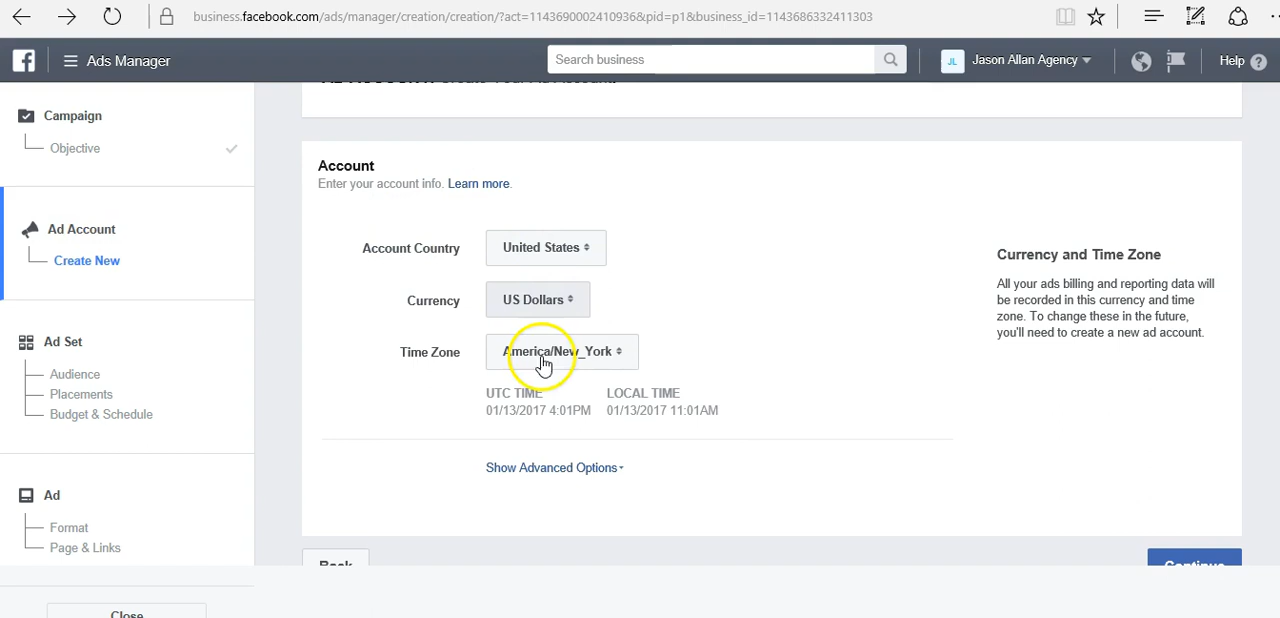 business.facebook.com/ads/manager/creation/creation/?act=1143690002410936&pid=p1&business_id=1143686332411303
Ads Manager
Search business
JL
Jason Allan Agency
Help
Campaign
Objective
Ad Account
Create New
Ad Set
Audience
Placements
Budget & Schedule
Ad
Format
Page & Links
Close
AD ACCOUNT: Create Your Ad Account.
Account
Enter your account info. Learn more.
Account Country United States
Currency US Dollars
Time Zone America/New_York
UTC TIME LOCAL TIME
01/13/2017 4:01PM 01/13/2017 11:01AM
Show Advanced Options
Currency and Time Zone
All your ads billing and reporting data will
be recorded in this currency and time
zone. To change these in the future,
you'll need to create a new ad account.
Back
Continue